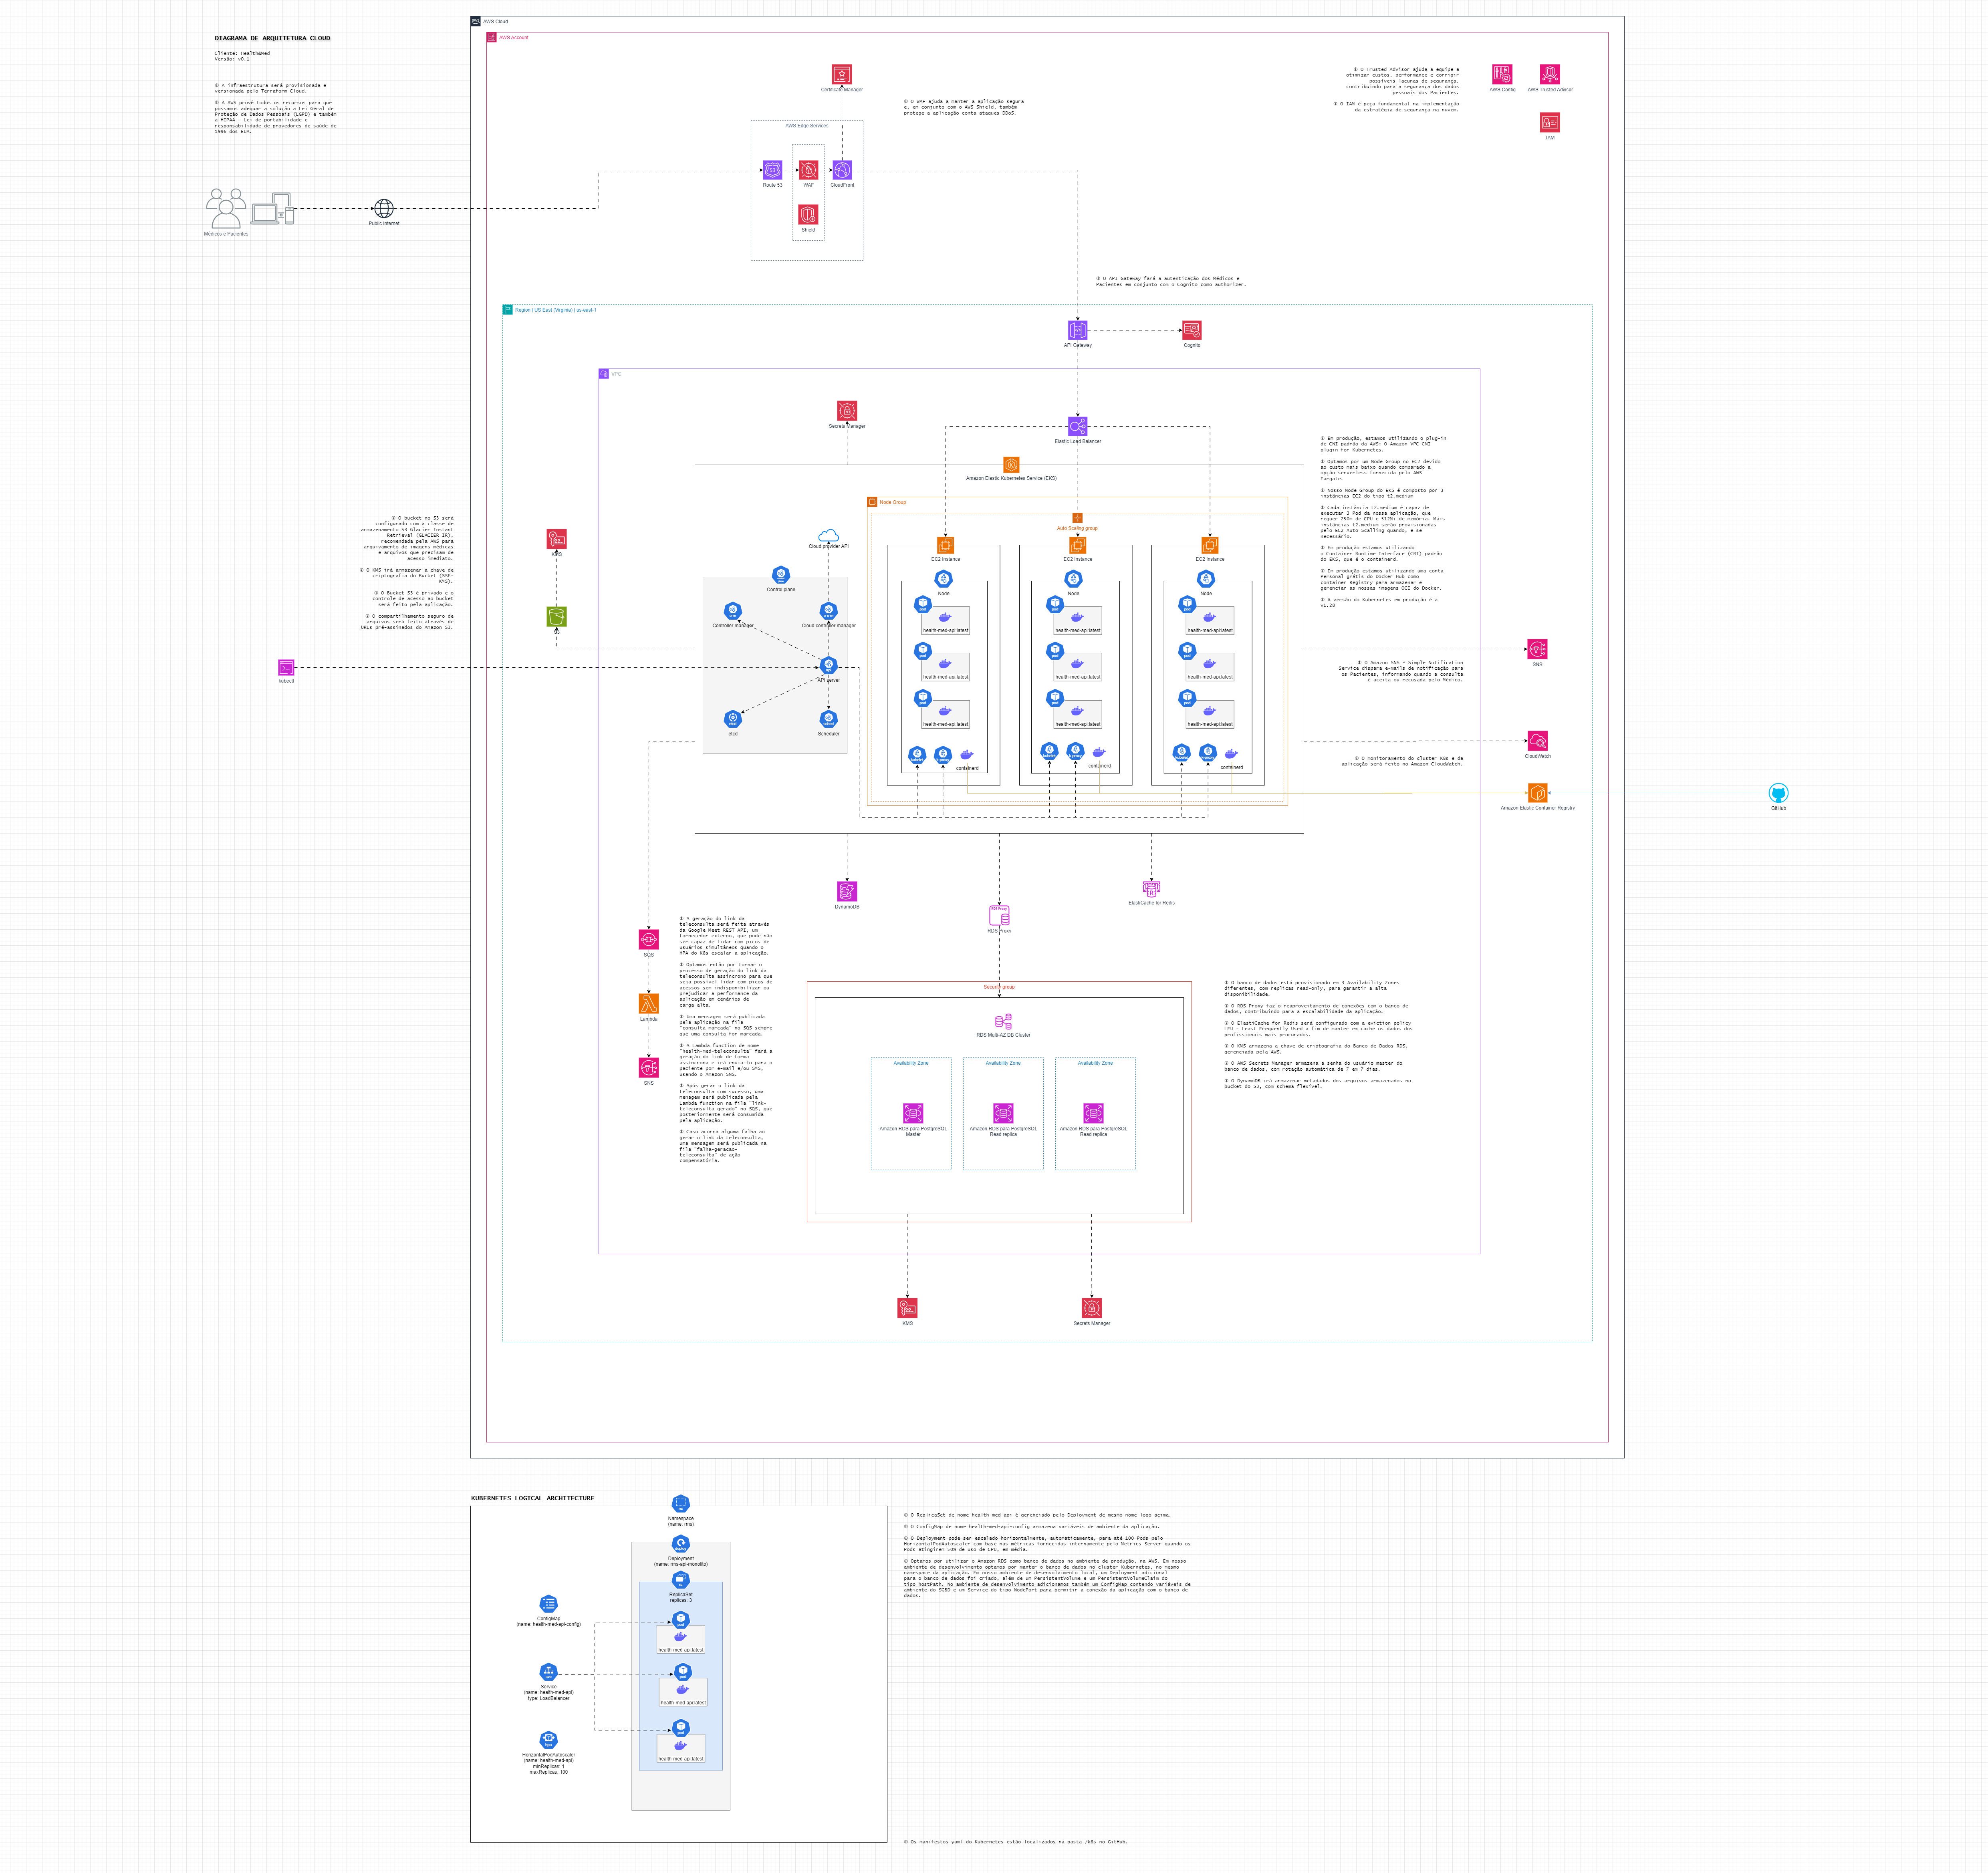 DIAGRAMA DE ARQUITETURA CLOUD
Cliente: Health&Med
Versão: v0.1
① A infraestrutura será provisionada e
versionada pelo Terraform Cloud.
② A AWS provê todos os recursos para que
possamos adequar a solução a Lei Geral de
Proteção de Dados Pessoais (LGPD) e também
a HIPAA - Lei de portabilidade e
responsabilidade de provedores de saúde de
1996 dos EUA.
Médicos e Pacientes
Public Internet
AWS Cloud
AWS Account
Certificate Manager
AWS Edge Services
Route 53
WAF
CloudFront
Shield
① O WAF ajuda a manter a aplicação segura
e, em conjunto com o AWS Shield, também
protege a aplicação conta ataques DDoS.
① O Trusted Advisor ajuda a equipe a
otimizar custos, performance e corrigir
possíveis lacunas de segurança,
contribuindo para a segurança dos dados
pessoais dos Pacientes.
② O IAM é peça fundamental na implementação
da estratégia de segurança na nuvem.
AWS Config
AWS Trusted Advisor
IAM
① O API Gateway fará a autenticação dos Médicos e
Pacientes em conjunto com o Cognito como authorizer.
Region | US East (Virginia) | us-east-1
API Gateway
Cognito
VPC
Secrets Manager
Elastic Load Balancer
Amazon Elastic Kubernetes Service (EKS)
Node Group
Auto Scaling group
① Em produção, estamos utilizando o plug-in
de CNI padrão da AWS: O Amazon VPC CNI
plugin for Kubernetes.
② Optamos por um Node Group no EC2 devido
ao custo mais baixo quando comparado a
opção serverless fornecida pelo AWS
Fargate.
③ Nosso Node Group do EKS é composto por 3
instâncias EC2 do tipo t2.medium
④ Cada instância t2.medium é capaz de
executar 3 Pod da nossa aplicação, que
requer 250m de CPU e 512Mi de memória. Mais
instâncias t2.medium serão provisionadas
pelo EC2 Auto Scalling quando, e se
necessário.
⑤ Em produção estamos utilizando
o Container Runtime Interface (CRI) padrão
do EKS, que é o containerd.
⑥ Em produção estamos utilizando uma conta
Personal grátis do Docker Hub como
container Registry para armazenar e
gerenciar as nossas imagens OCI do Docker.
⑦ A versão do Kubernetes em produção é a
v1.28
① O bucket no S3 será
configurado com a classe de
armazenamento S3 Glacier Instant
Retrieval (GLACIER_IR),
recomendada pela AWS para
arquivamento de imagens médicas
e arquivos que precisam de
acesso imediato.
② O KMS irá armazenar a chave de
criptografia do Bucket (SSE-
KMS).
③ O Bucket S3 é privado e o
controle de acesso ao bucket
será feito pela aplicação.
④ O compartilhamento seguro de
arquivos será feito através de
URLs pré-assinados do Amazon S3.
KMS
S3
kubectl
Cloud provider API
Control plane
Controller manager
Cloud controller manager
API server
etcd
Scheduler
EC2 Instance
EC2 Instance
EC2 Instance
Node
Node
Node
pod
health-med-api:latest
pod
health-med-api:latest
pod
health-med-api:latest
pod
health-med-api:latest
pod
health-med-api:latest
pod
health-med-api:latest
pod
health-med-api:latest
pod
health-med-api:latest
pod
health-med-api:latest
containerd
containerd
containerd
SNS
① O Amazon SNS - Simple Notification
Service dispara e-mails de notificação para
os Pacientes, informando quando a consulta
é aceita ou recusada pelo Médico.
CloudWatch
① O monitoramento do cluster K8s e da
aplicação será feito no Amazon CloudWatch.
Amazon Elastic Container Registry
GitHub
DynamoDB
RDS Proxy
ElastiCache for Redis
SQS
Lambda
SNS
① A geração do link da
teleconsulta será feita através
da Google Meet REST API, um
fornecedor externo, que pode não
ser capaz de lidar com picos de
usuários simultâneos quando o
HPA do K8s escalar a aplicação.
② Optamos então por tornar o
processo de geração do link da
teleconsulta assíncrono para que
seja possível lidar com picos de
acessos sem indisponibilizar ou
prejudicar a performance da
aplicação em cenários de
carga alta.
③ Uma mensagem será publicada
pela aplicação na fila
"consulta-marcada" no SQS sempre
que uma consulta for marcada.
④ A Lambda function de nome
"health-med-teleconsulta" fará a
geração do link de forma
assíncrona e irá enviá-lo para o
paciente por e-mail e/ou SMS,
usando o Amazon SNS.
⑤ Após gerar o link da
teleconsulta com sucesso, uma
menagem será publicada pela
Lambda function na fila "link-
teleconsulta:gerado" no SQS, que
posteriormente será consumida
pela aplicação.
⑥ Caso acorra alguma falha ao
gerar o link da teleconsulta,
uma mensagem será publicada na
fila "falha-geracao-
teleconsulta" de ação
compensatória.
Security group
RDS Multi-AZ DB Cluster
Availability Zone
Availability Zone
Availability Zone
Amazon RDS para PostgreSQL
Master
Amazon RDS para PostgreSQL
Read replica
Amazon RDS para PostgreSQL
Read replica
① O banco de dados está provisionado em 3 Availability Zones
diferentes, com replicas read-only, para garantir a alta
disponibilidade.
② O RDS Proxy faz o reaproveitamento de conexões com o banco de
dados, contribuindo para a escalabilidade da aplicação.
③ O ElastiCache for Redis será configurado com a eviction policy
LFU - Least Frequently Used a fim de manter em cache os dados dos
profissionais mais procurados.
④ O KMS armazena a chave de criptografia do Banco de Dados RDS,
gerenciada pela AWS.
⑤ O AWS Secrets Manager armazena a senha do usuário master do
banco de dados, com rotação automática de 7 em 7 dias.
⑥ O DynamoDB irá armazenar metadados dos arquivos armazenados no
bucket do S3, com schema flexível.
KMS
Secrets Manager
KUBERNETES LOGICAL ARCHITECTURE
Namespace
(name: rms)
Deployment
(name: rms-api-monolito)
ReplicaSet
replicas: 3
pod
health-med-api:latest
pod
health-med-api:latest
pod
health-med-api:latest
ConfigMap
(name: health-med-api-config)
Service
(name: health-med-api)
type: LoadBalancer
HorizontalPodAutoscaler
(name: health-med-api)
minReplicas: 1
maxReplicas: 100
① O ReplicaSet de nome health-med-api é gerenciado pelo Deployment de mesmo nome logo acima.
② O ConfigMap de nome health-med-api-config armazena variáveis de ambiente da aplicação.
③ O Deployment pode ser escalado horizontalmente, automaticamente, para até 100 Pods pelo
HorizontalPodAutoscaler com base nas métricas fornecidas internamente pelo Metrics Server quando os
Pods atingirem 50% de uso de CPU, em média.
④ Optamos por utilizar o Amazon RDS como banco de dados no ambiente de produção, na AWS. Em nosso
ambiente de desenvolvimento optamos por manter o banco de dados no cluster Kubernetes, no mesmo
namespace da aplicação. Em nosso ambiente de desenvolvimento local, um Deployment adicional
para o banco de dados foi criado, além de um PersistentVolume e um PersistentVolumeClaim do
tipo hostPath. No ambiente de desenvolvimento adicionamos também um ConfigMap contendo variáveis de
ambiente do SGBD e um Service do tipo NodePort para permitir a conexão da aplicação com o banco de
dados.
① Os manifestos yaml do Kubernetes estão localizados na pasta /k8s no GitHub.